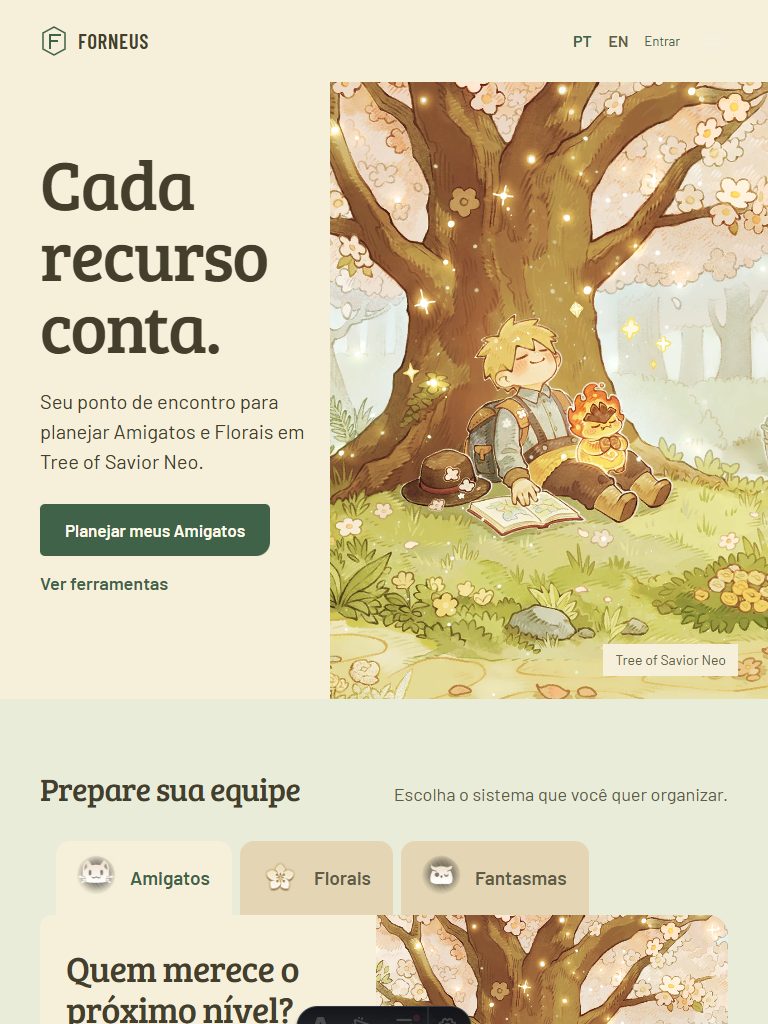 FORNEUS
PT EN Entrar
Cada
recurso
conta.
Seu ponto de encontro para
planejar Amigatos e Florais em
Tree of Savior Neo.
Planejar meus Amigatos
Ver ferramentas
Tree of Savior Neo
Prepare sua equipe
Escolha o sistema que você quer organizar.
Amigatos
Florais
Fantasmas
Quem merece o
próximo nível?